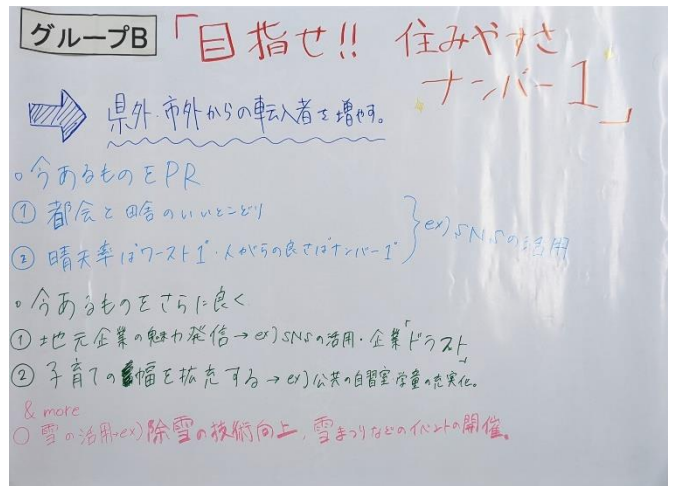 グループB
「目指せ!! 住みやすさ
ナンバー1」
県外・市外からの転入者を増やす。
○今あるものをPR
① 都会と田舎のいいとこどり
② 晴天率はワースト1・人がらの良さはナンバー1
ex) SNSの活用
○今あるものをさらに良く
① 地元企業の魅力発信→ex)SNSの活用・企業「ドラスト」
② 子育ての幅を拡充する→ex)公共の自習室 学童の充実化。
& more
○ 雪の活用 ex)除雪の技術向上、雪まつりなどのイベントの開催。